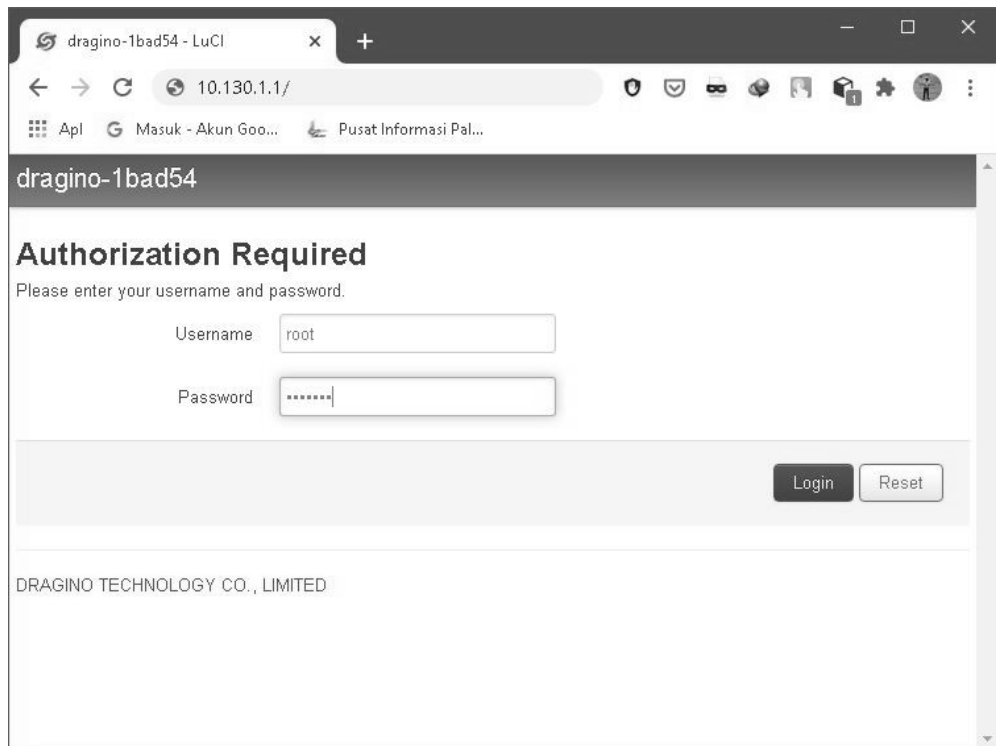 dragino-1bad54 - LuCI
10.130.1.1/
1
Apl Masuk - Akun Goo... Pusat Informasi Pal...
dragino-1bad54
Authorization Required
Please enter your username and password.
Username root
Password •••••••
Login Reset
DRAGINO TECHNOLOGY CO., LIMITED